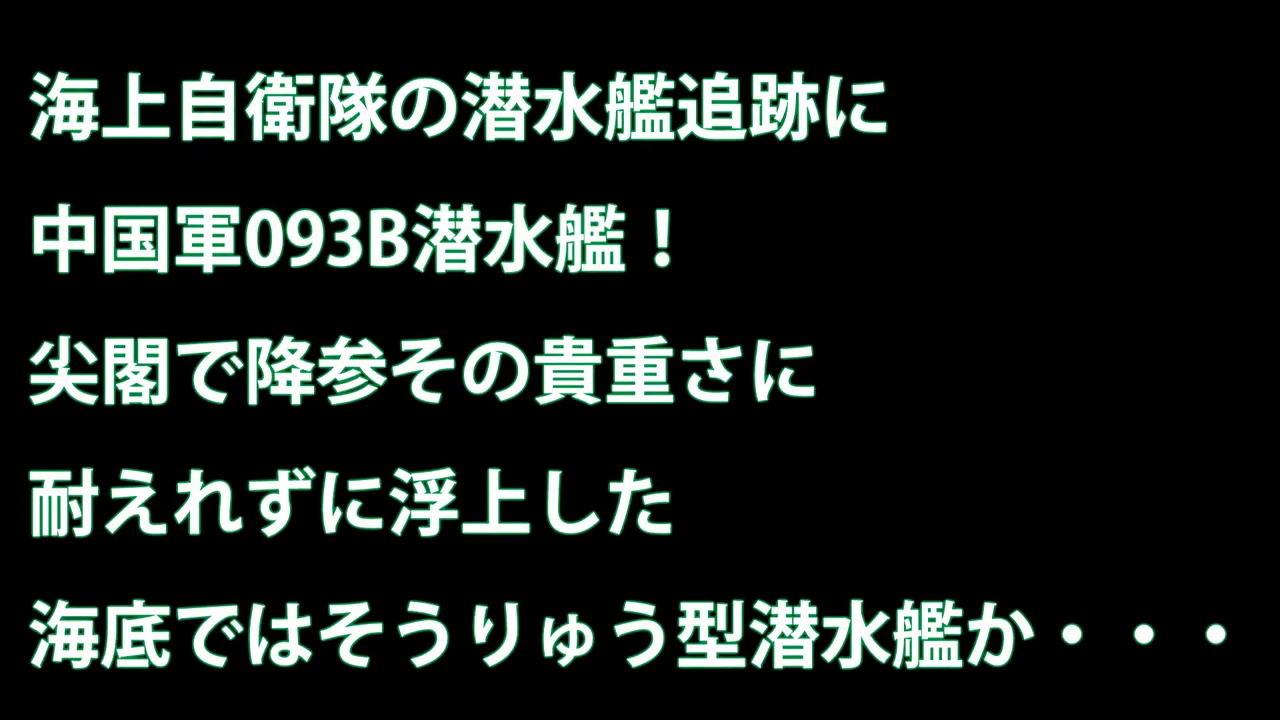 海上自衛隊の潜水艦追跡に
中国軍093B潜水艦！
尖閣で降参その貴重さに
耐えれずに浮上した
海底ではそうりゅう型潜水艦か・・・